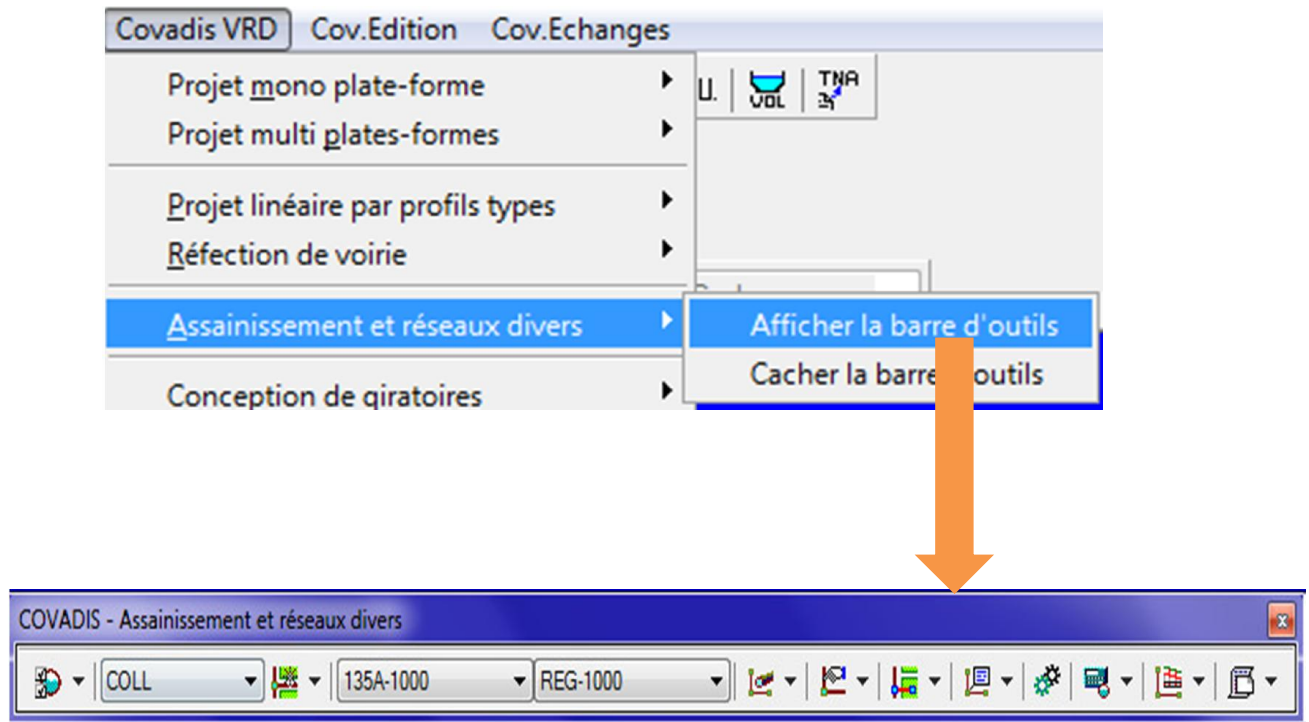 Covadis VRD Cov.Edition Cov.Echanges
Projet mono plate-forme
U. VOL TNA
Projet multi plates-formes
Projet linéaire par profils types
Réfection de voirie
Assainissement et réseaux divers
Afficher la barre d'outils
Cacher la barre outils
Conception de giratoires
COVADIS - Assainissement et réseaux divers
COLL 135A-1000 REG-1000